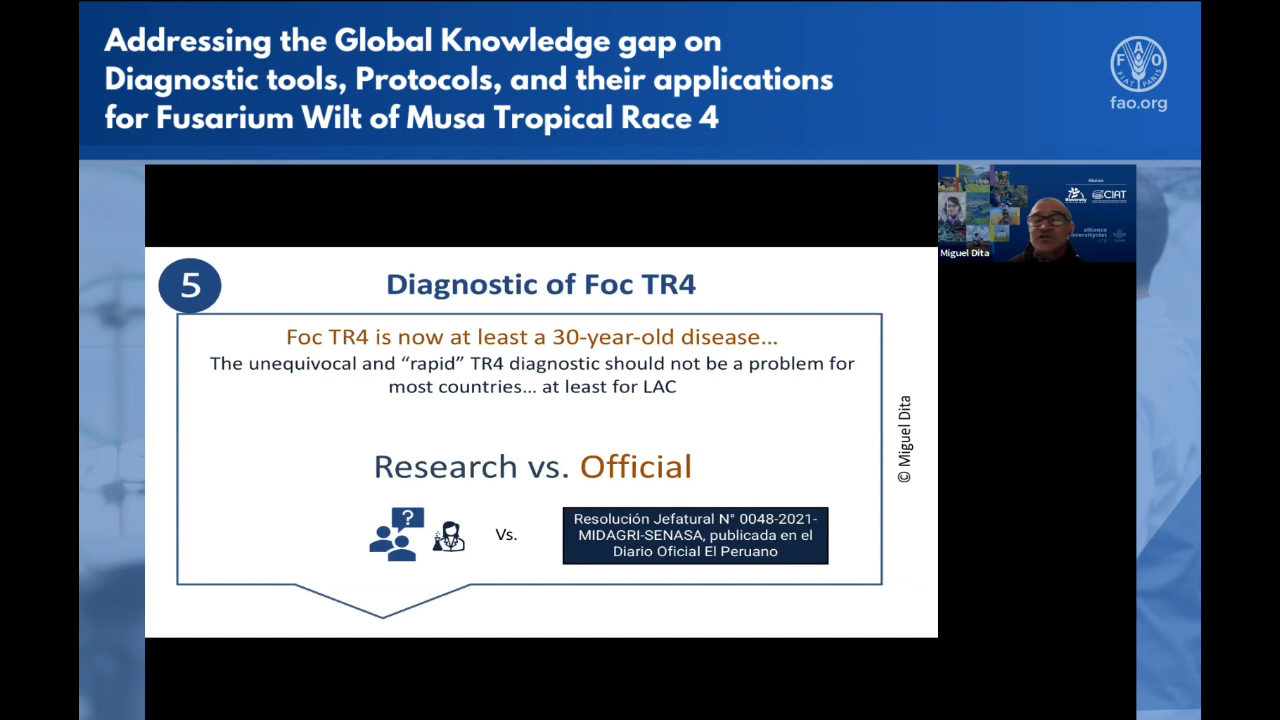 Addressing the Global Knowledge gap on
Diagnostic tools, Protocols, and their applications
for Fusarium Wilt of Musa Tropical Race 4
FAO
FIAT PANIS
fao.org
CIAT
Miguel Dita
5
Diagnostic of Foc TR4
Foc TR4 is now at least a 30-year-old disease...
The unequivocal and “rapid” TR4 diagnostic should not be a problem for
most countries... at least for LAC
© Miguel Dita
Research vs. Official
?
Vs.
Resolución Jefatural N° 0048-2021-
MIDAGRI-SENASA, publicada en el
Diario Oficial El Peruano